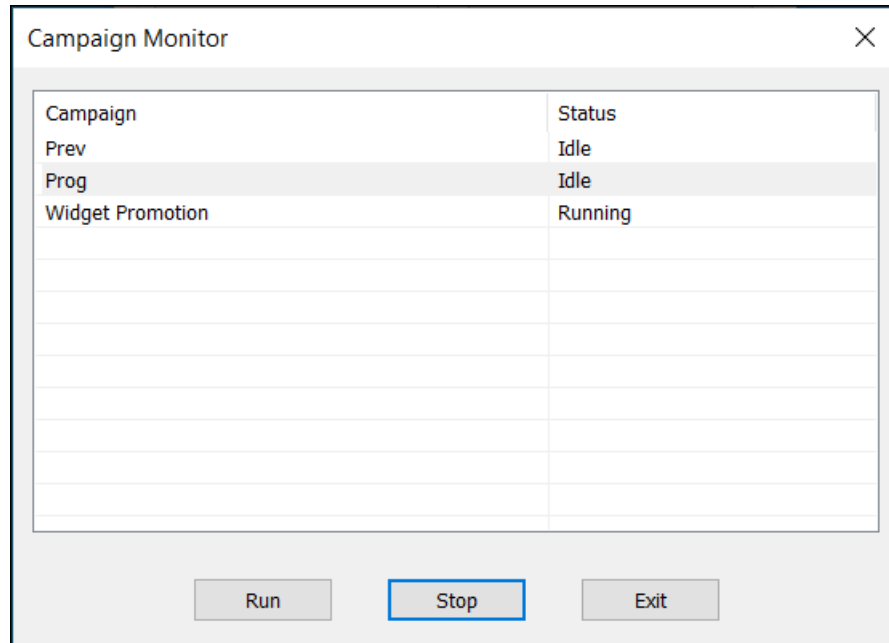 Campaign Monitor
Campaign Status
Prev Idle
Prog Idle
Widget Promotion Running
Run Stop Exit